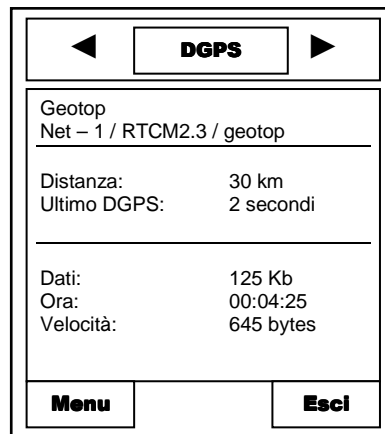 ◄ DGPS ►
Geotop
Net – 1 / RTCM2.3 / geotop
Distanza: 30 km
Ultimo DGPS: 2 secondi
Dati: 125 Kb
Ora: 00:04:25
Velocità: 645 bytes
Menu Esci